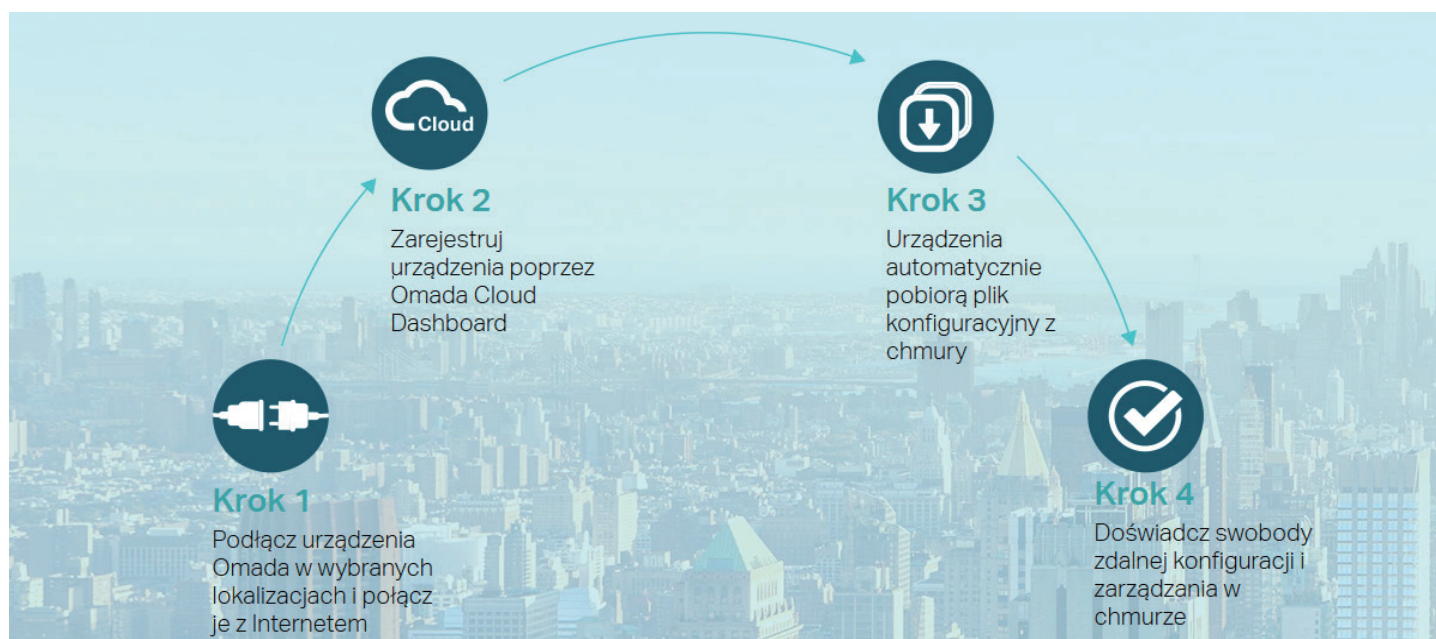 Krok 1
Podłącz urządzenia
Omada w wybranych
lokalizacjach i połącz
je z Internetem
Cloud
Krok 2
Zarejestruj
urządzenia poprzez
Omada Cloud
Dashboard
Krok 3
Urządzenia
automatycznie
pobiorą plik
konfiguracyjny z
chmury
Krok 4
Doświadcz swobody
zdalnej konfiguracji i
zarządzania w
chmurze